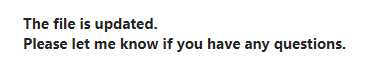 The file is updated.
Please let me know if you have any questions.